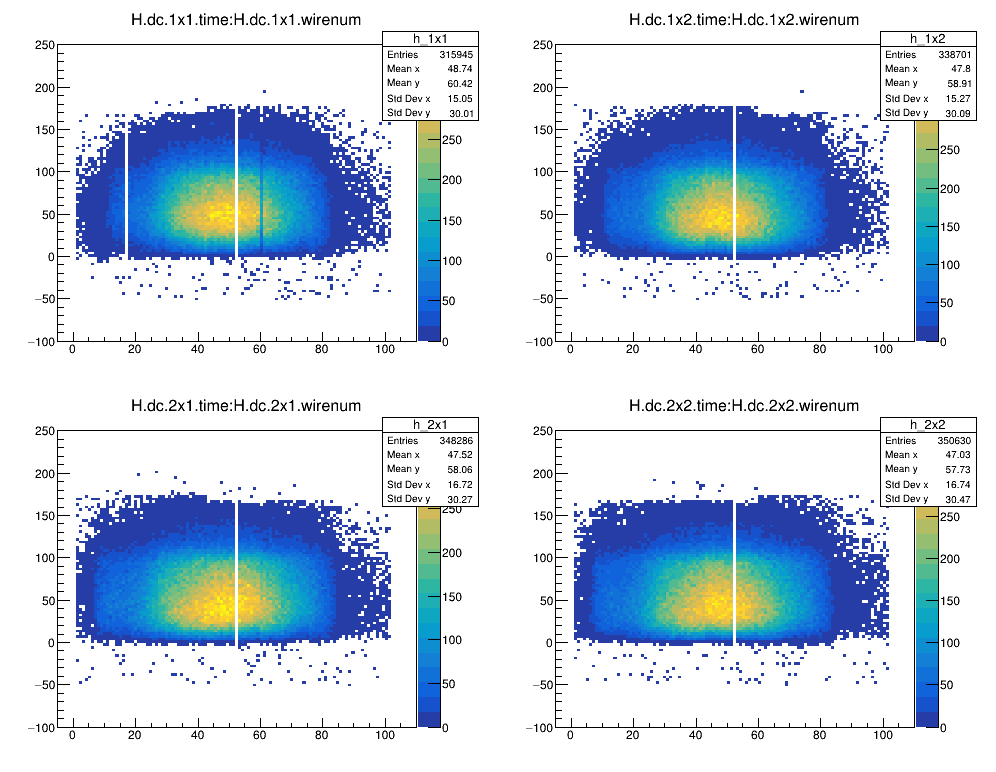 H.dc.1x1.time:H.dc.1x1.wirenum
h_1x1
Entries 315945
Mean x 48.74
Mean y 60.42
Std Dev x 15.05
Std Dev y 30.01
250
200
150
100
50
0
−50
−100
0 20 40 60 80 100
250
200
150
100
50
0
H.dc.1x2.time:H.dc.1x2.wirenum
h_1x2
Entries 338701
Mean x 47.8
Mean y 58.91
Std Dev x 15.27
Std Dev y 30.09
250
200
150
100
50
0
−50
−100
0 20 40 60 80 100
250
200
150
100
50
0
H.dc.2x1.time:H.dc.2x1.wirenum
h_2x1
Entries 348286
Mean x 47.52
Mean y 58.06
Std Dev x 16.72
Std Dev y 30.27
250
200
150
100
50
0
−50
−100
0 20 40 60 80 100
250
200
150
100
50
0
H.dc.2x2.time:H.dc.2x2.wirenum
h_2x2
Entries 350630
Mean x 47.03
Mean y 57.73
Std Dev x 16.74
Std Dev y 30.47
250
200
150
100
50
0
−50
−100
0 20 40 60 80 100
250
200
150
100
50
0